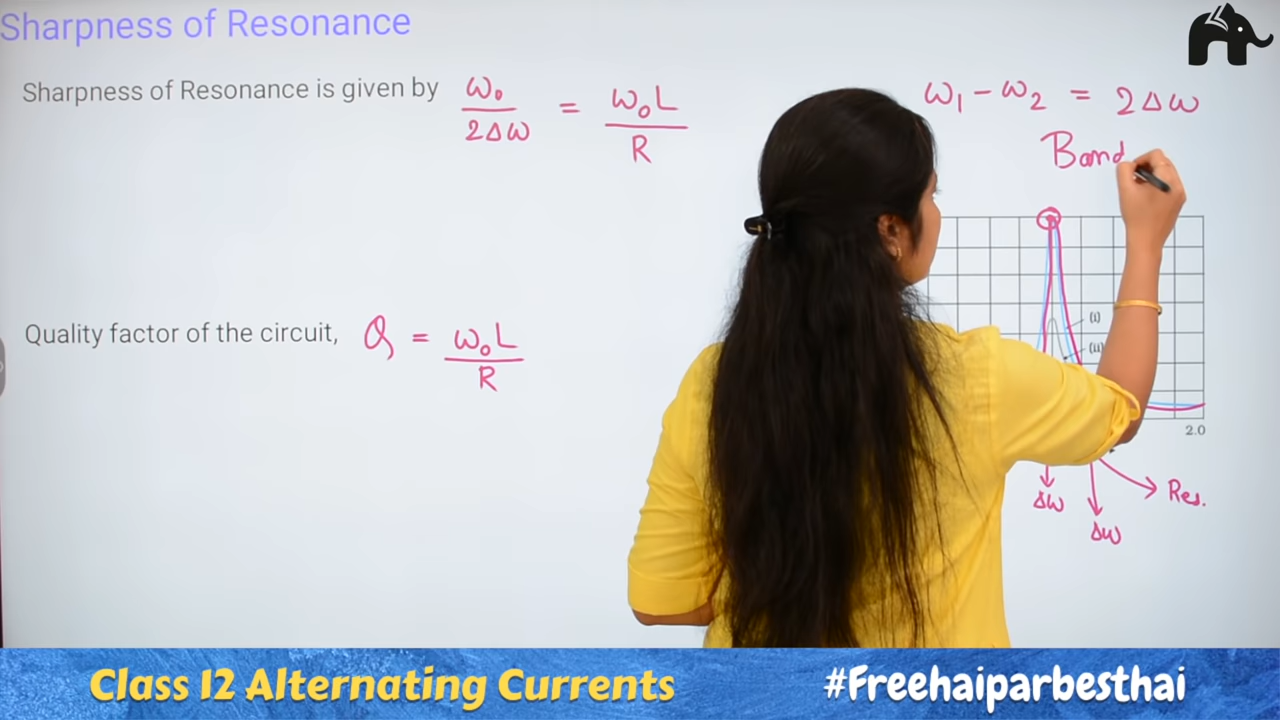 Sharpness of Resonance
Sharpness of Resonance is given by ω₀/2Δω = ω₀L/R
ω₁ - ω₂ = 2Δω
Band
(i)
(ii)
2.0
Quality factor of the circuit, Q = ω₀L/R
Δω
Δω
Res.
Class 12 Alternating Currents
#Freehaiparbesthai